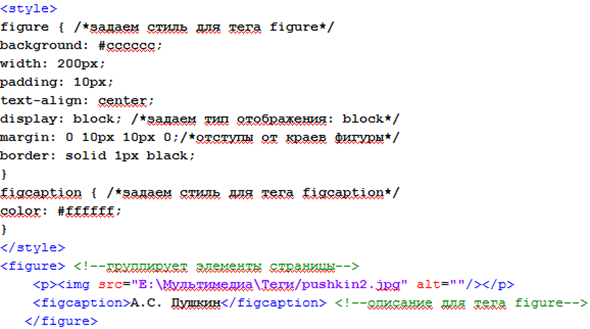 <style>
figure { /*задаем стиль для тега figure*/
background: #cccccc;
width: 200px;
padding: 10px;
text-align: center;
display: block; /*задаем тип отображения: block*/
margin: 0 10px 10px 0;/*отступы от краев фигуры*/
border: solid 1px black;
}
figcaption { /*задаем стиль для тега figcaption*/
color: #ffffff;
}
</style>
<figure> <!--группирует элементы страницы-->
<p><img src="E:\Мультимедиа\Теги/pushkin2.jpg" alt=""/></p>
<figcaption>А.С. Пушкин</figcaption> <!--описание для тега figure-->
</figure>